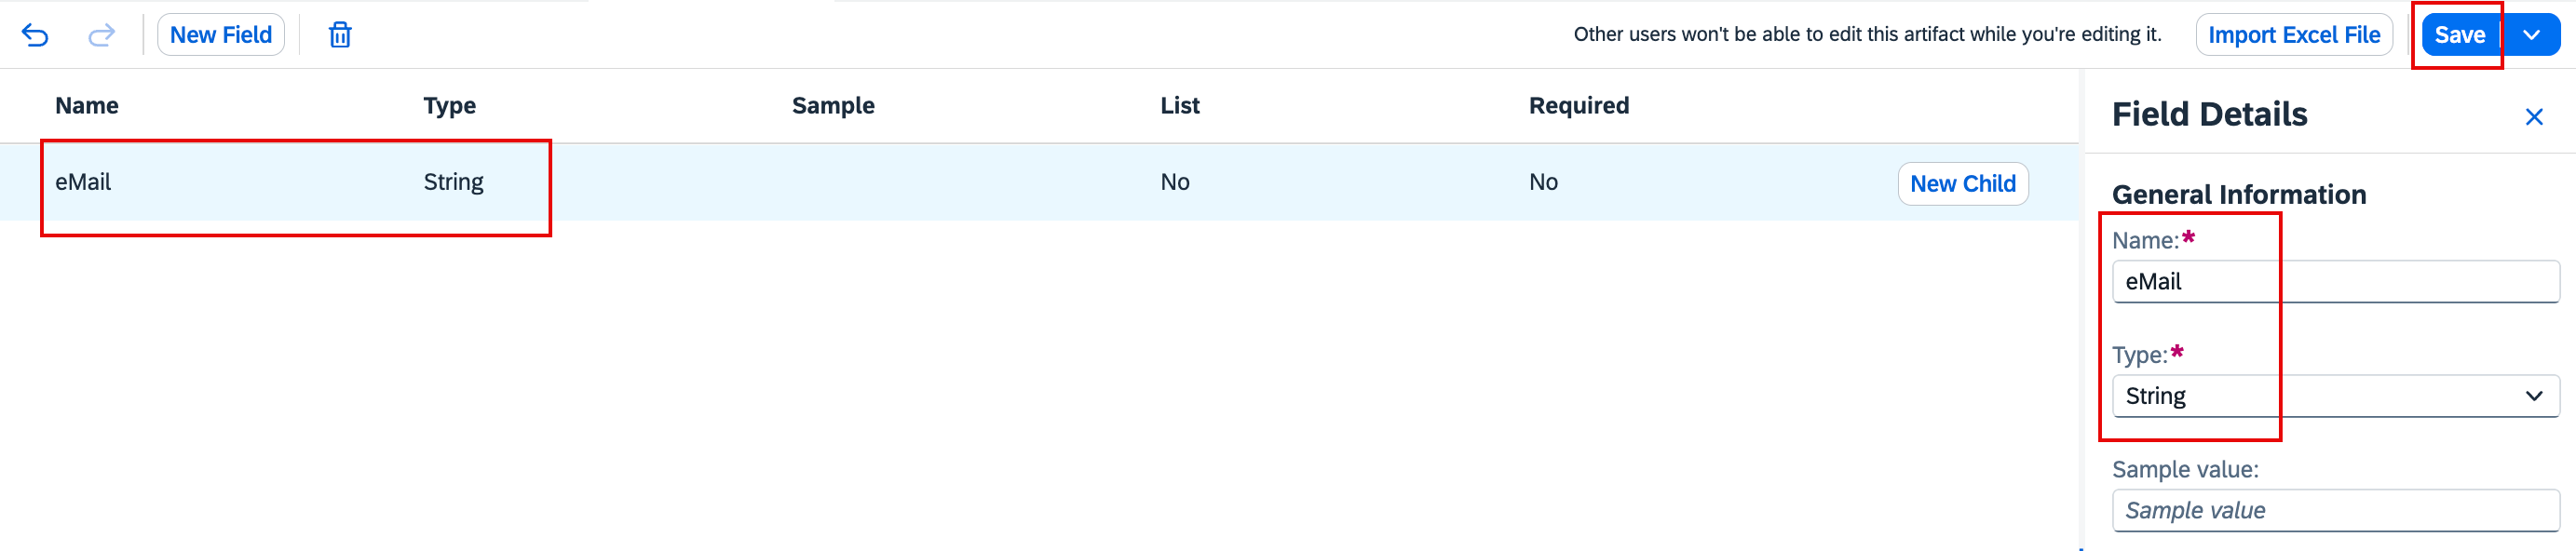 New Field
Other users won't be able to edit this artifact while you're editing it.
Import Excel File
Save
Name Type Sample List Required
eMail String No No New Child
Field Details
General Information
Name:*
eMail
Type:*
String
Sample value:
Sample value